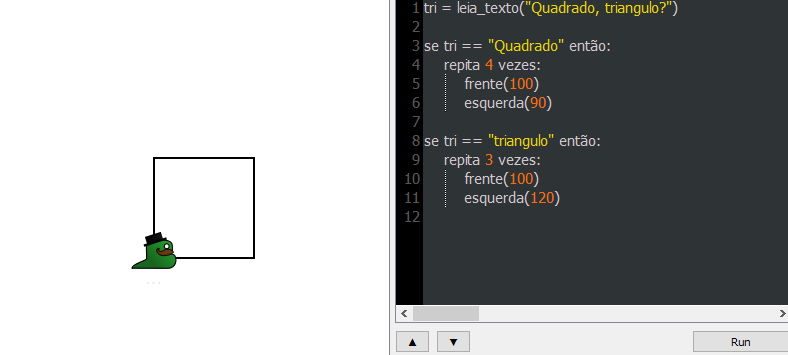 1 tri = leia_texto("Quadrado, triangulo?")
2
3 se tri == "Quadrado" então:
4 repita 4 vezes:
5 frente(100)
6 esquerda(90)
7
8 se tri == "triangulo" então:
9 repita 3 vezes:
10 frente(100)
11 esquerda(120)
12
Run